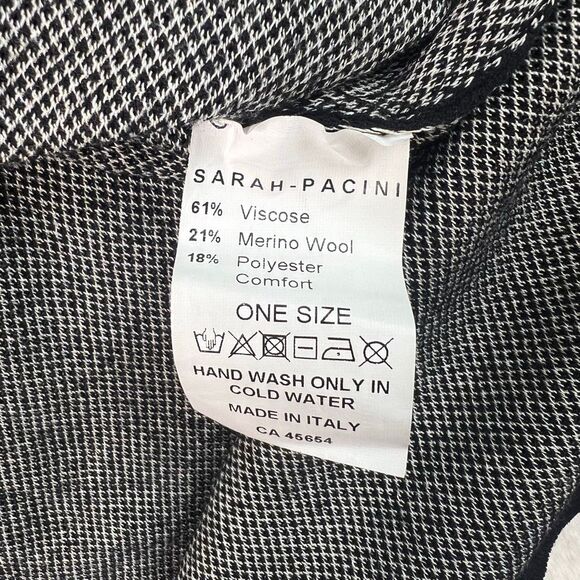 SARAH-PACINI
61% Viscose
21% Merino Wool
18% Polyester
Comfort
ONE SIZE
HAND WASH ONLY IN
COLD WATER
MADE IN ITALY
CA 45654